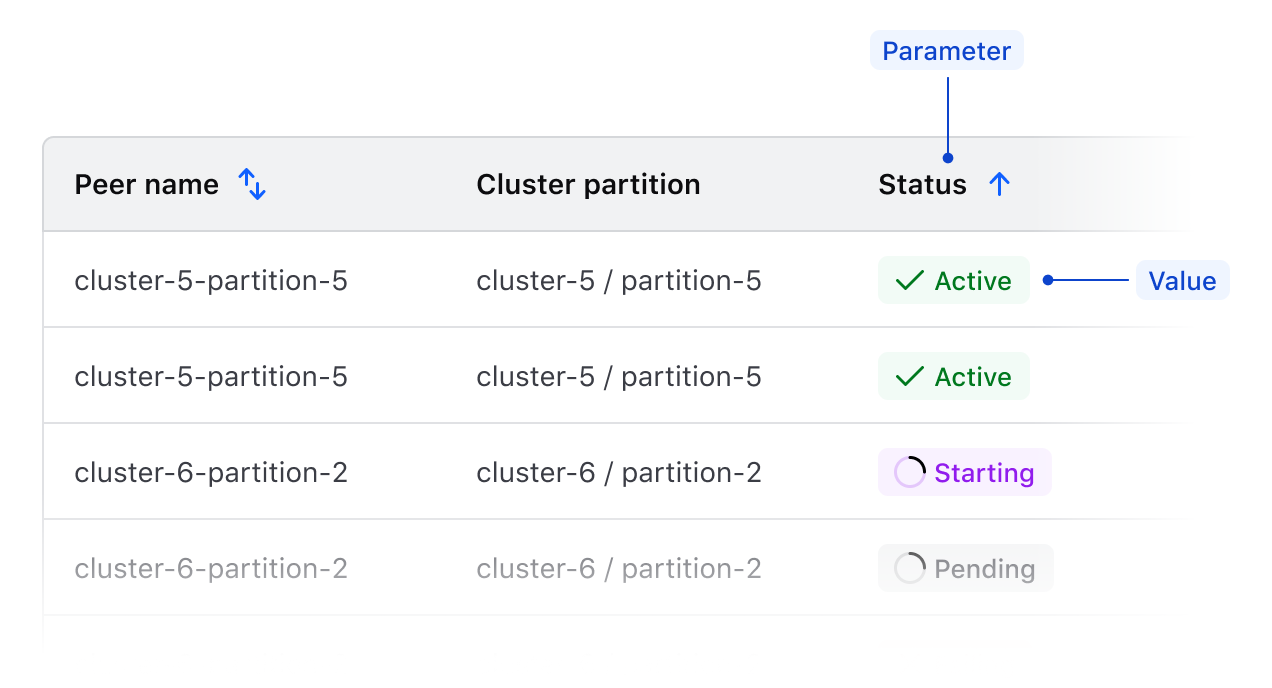 Parameter
Peer name Cluster partition Status
cluster-5-partition-5 cluster-5 / partition-5 Active Value
cluster-5-partition-5 cluster-5 / partition-5 Active
cluster-6-partition-2 cluster-6 / partition-2 Starting
cluster-6-partition-2 cluster-6 / partition-2 Pending